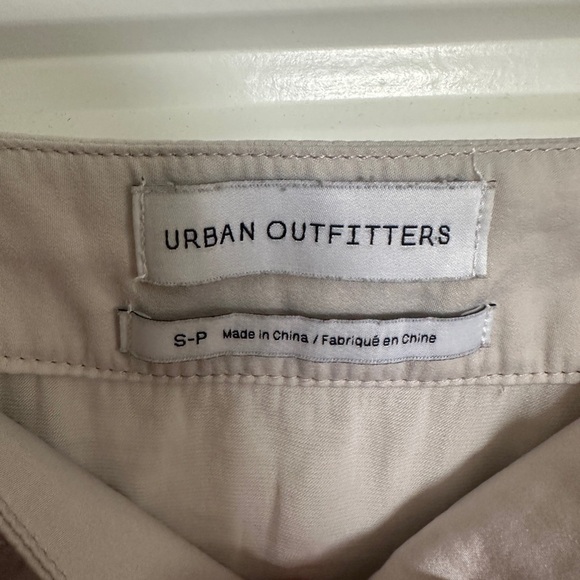 URBAN OUTFITTERS
S-P Made in China / Fabriqué en Chine